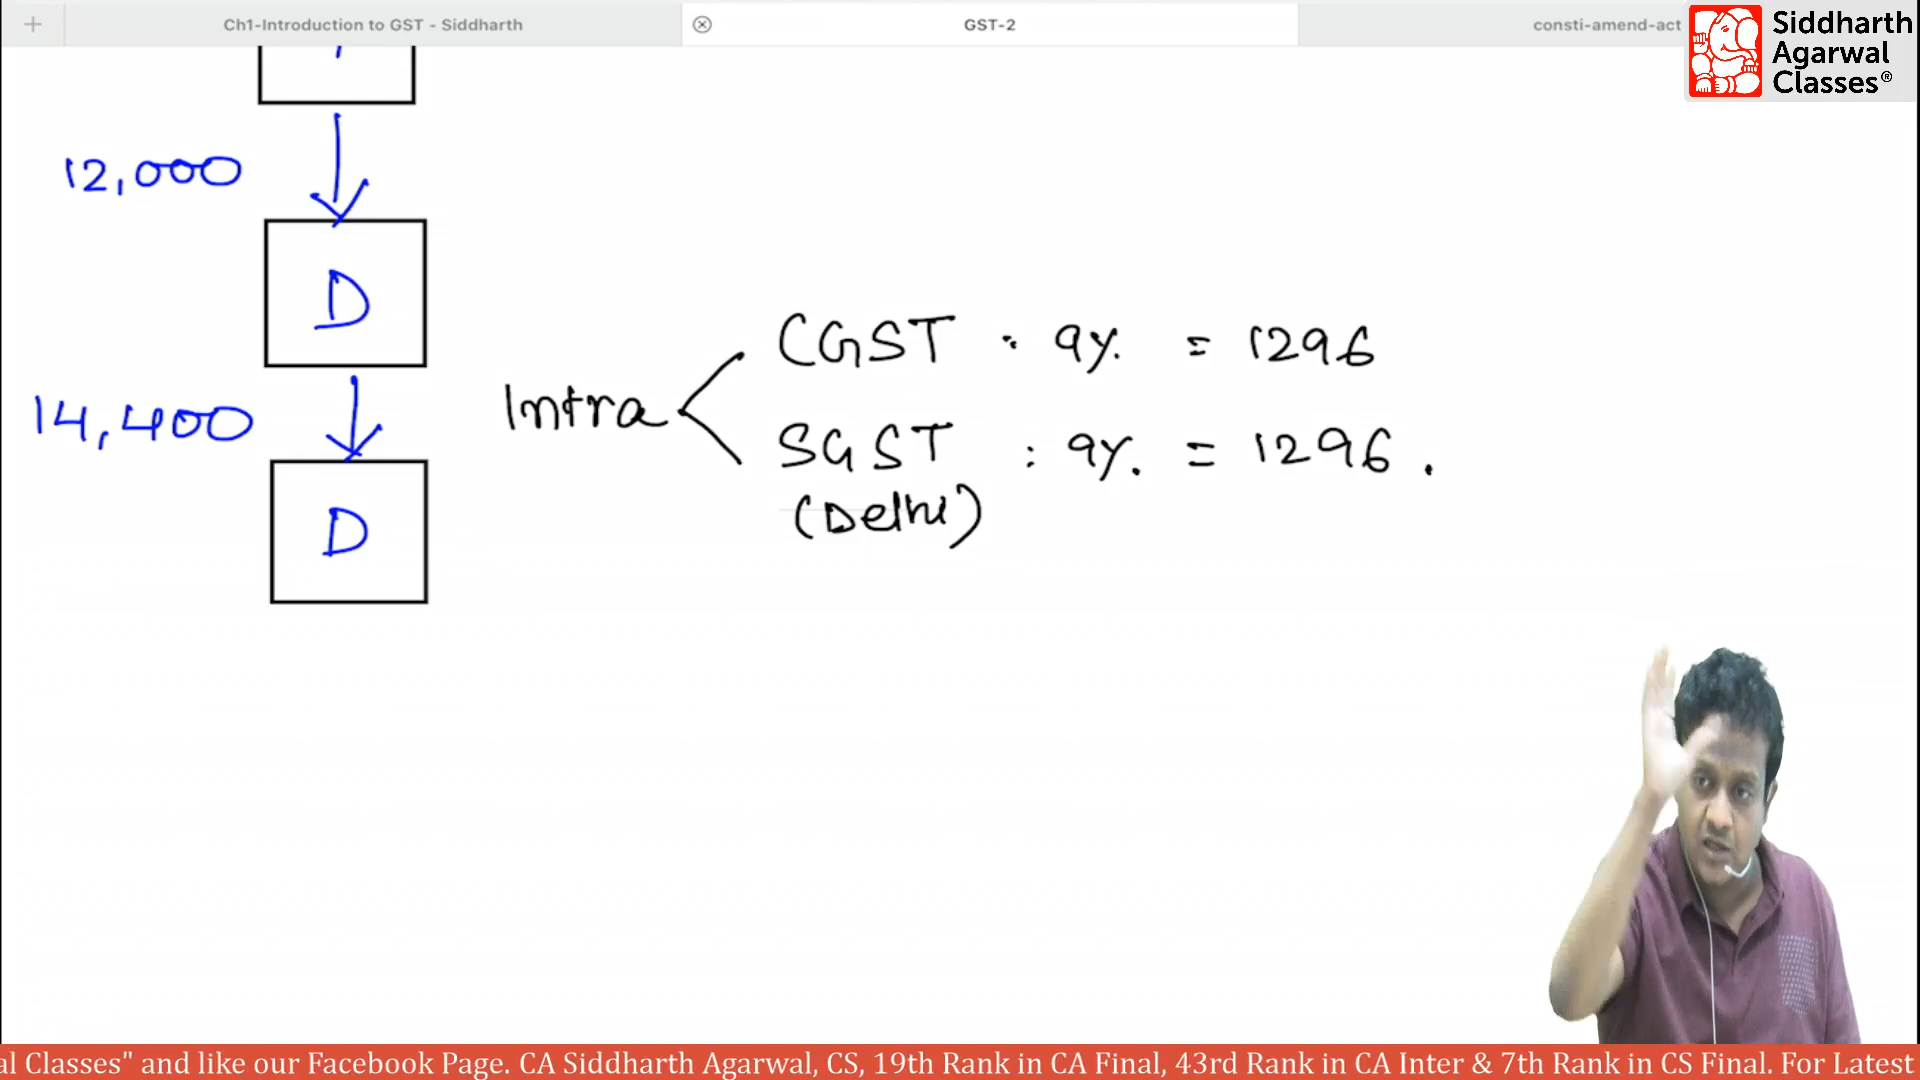 Ch1-Introduction to GST - Siddharth
GST-2
consti-amend-act
Siddharth
Agarwal
Classes®
12,000
D
14,400
D
Intra
CGST : 9%. = 1296
SGST : 9%. = 1296.
(Delhi)
al Classes" and like our Facebook Page. CA Siddharth Agarwal, CS, 19th Rank in CA Final, 43rd Rank in CA Inter & 7th Rank in CS Final. For Latest